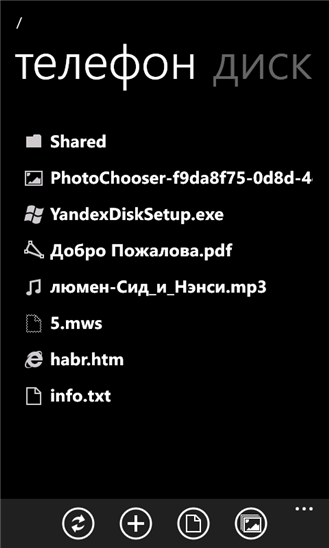 /
телефон диск
Shared
PhotoChooser-f9da8f75-0d8d-4
YandexDiskSetup.exe
Добро Пожалова.pdf
люмен-Сид_и_Нэнси.mp3
5.mws
habr.htm
info.txt